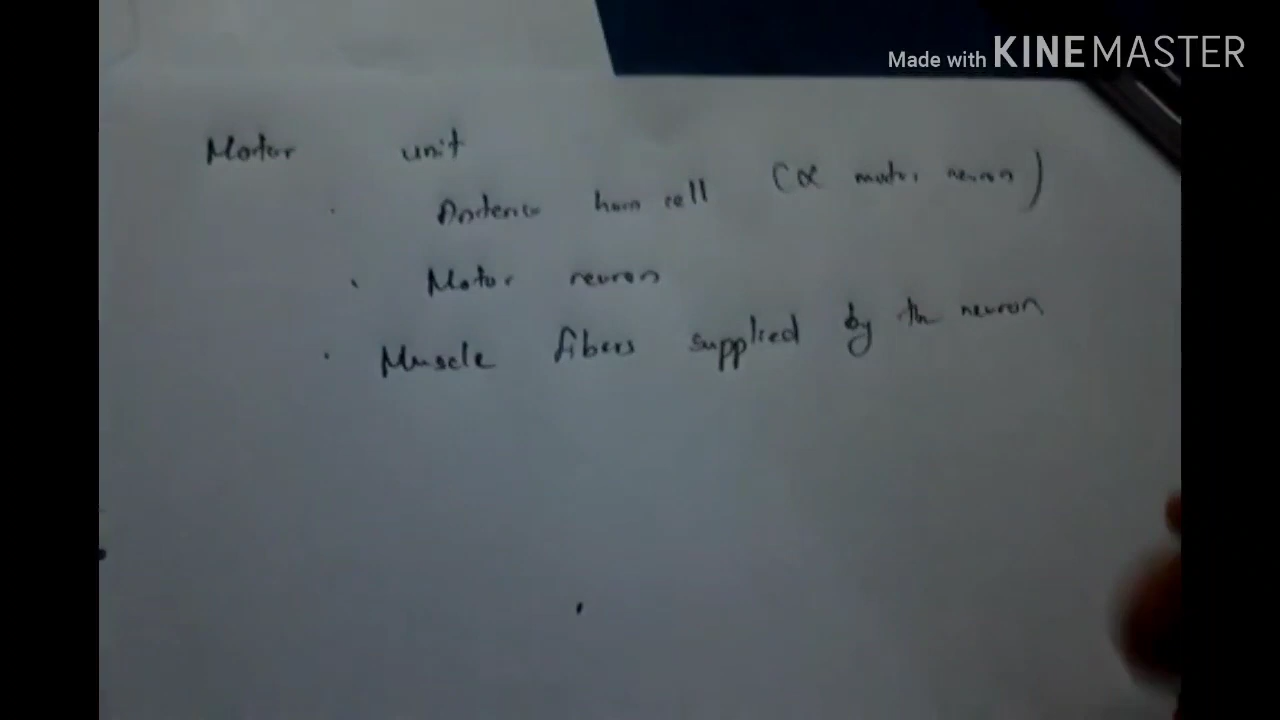 Made with KINEMASTER
Motor unit
Anterior horn cell (α motor neuron)
Motor neuron
Muscle fibers supplied by the neuron